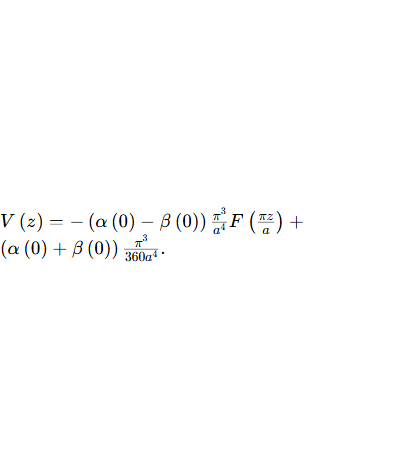 V (z) = − (α (0) − β (0)) π³/a⁴ F (πz/a) +
(α (0) + β (0)) π³/360a⁴.